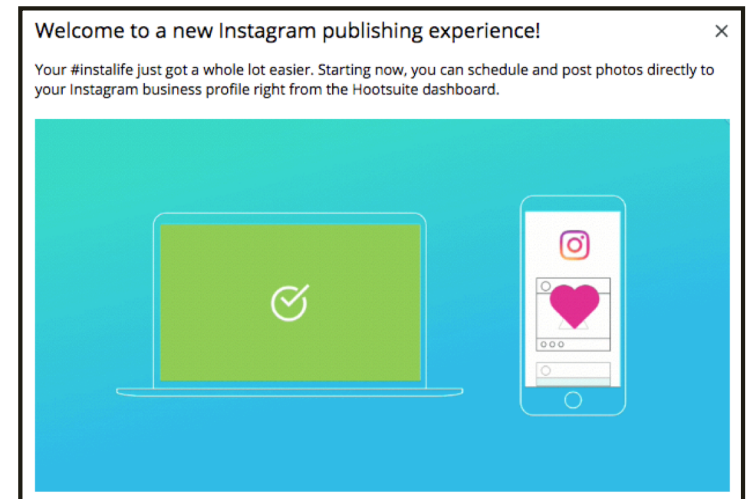 Welcome to a new Instagram publishing experience!
Your #instalife just got a whole lot easier. Starting now, you can schedule and post photos directly to
your Instagram business profile right from the Hootsuite dashboard.